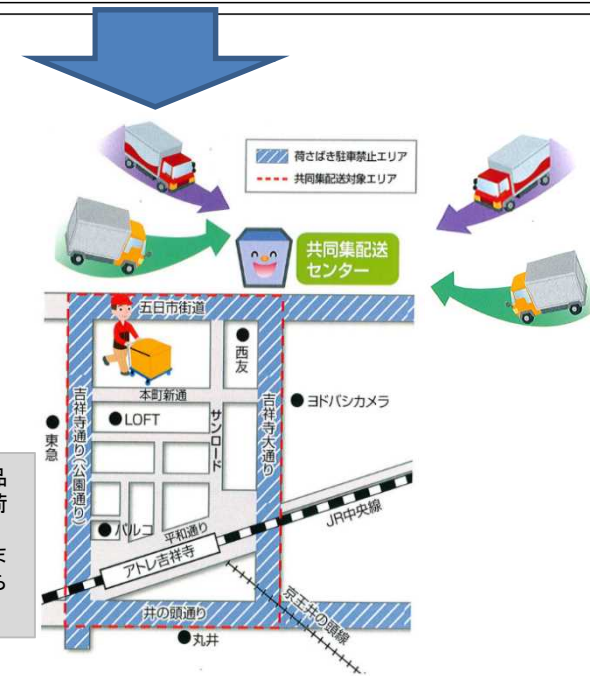 荷さばき駐車禁止エリア
共同集配送対象エリア
共同集配送
センター
五日市街道
西友
本町新道
LOFT
サンロード
ヨドバシカメラ
吉祥寺大通り
吉祥寺通り(公園通り)
東急
品
荷
パルコ
平和通り
JR中央線
アトレ吉祥寺
ま
ら
井の頭通り
京王井の頭線
丸井